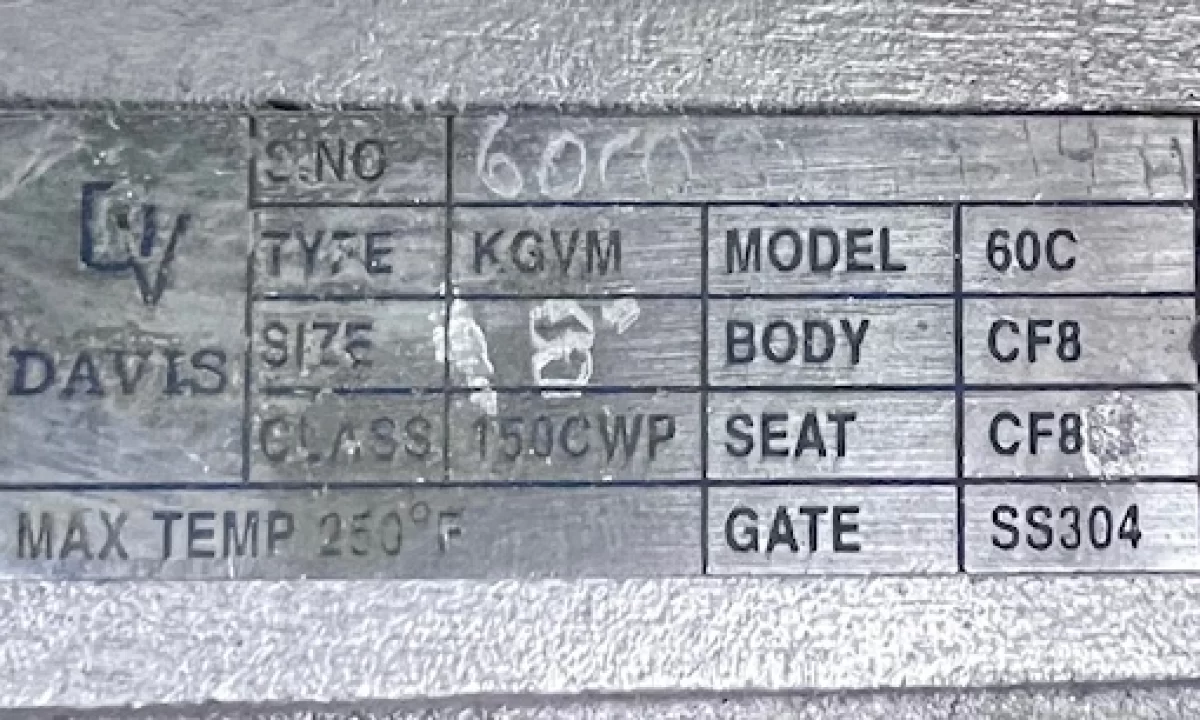 S.NO
TYPE KGVM MODEL 60C
SIZE 8" BODY CF8
DAVIS
CLASS 150CWP SEAT CF8
MAX TEMP 250°F GATE SS304